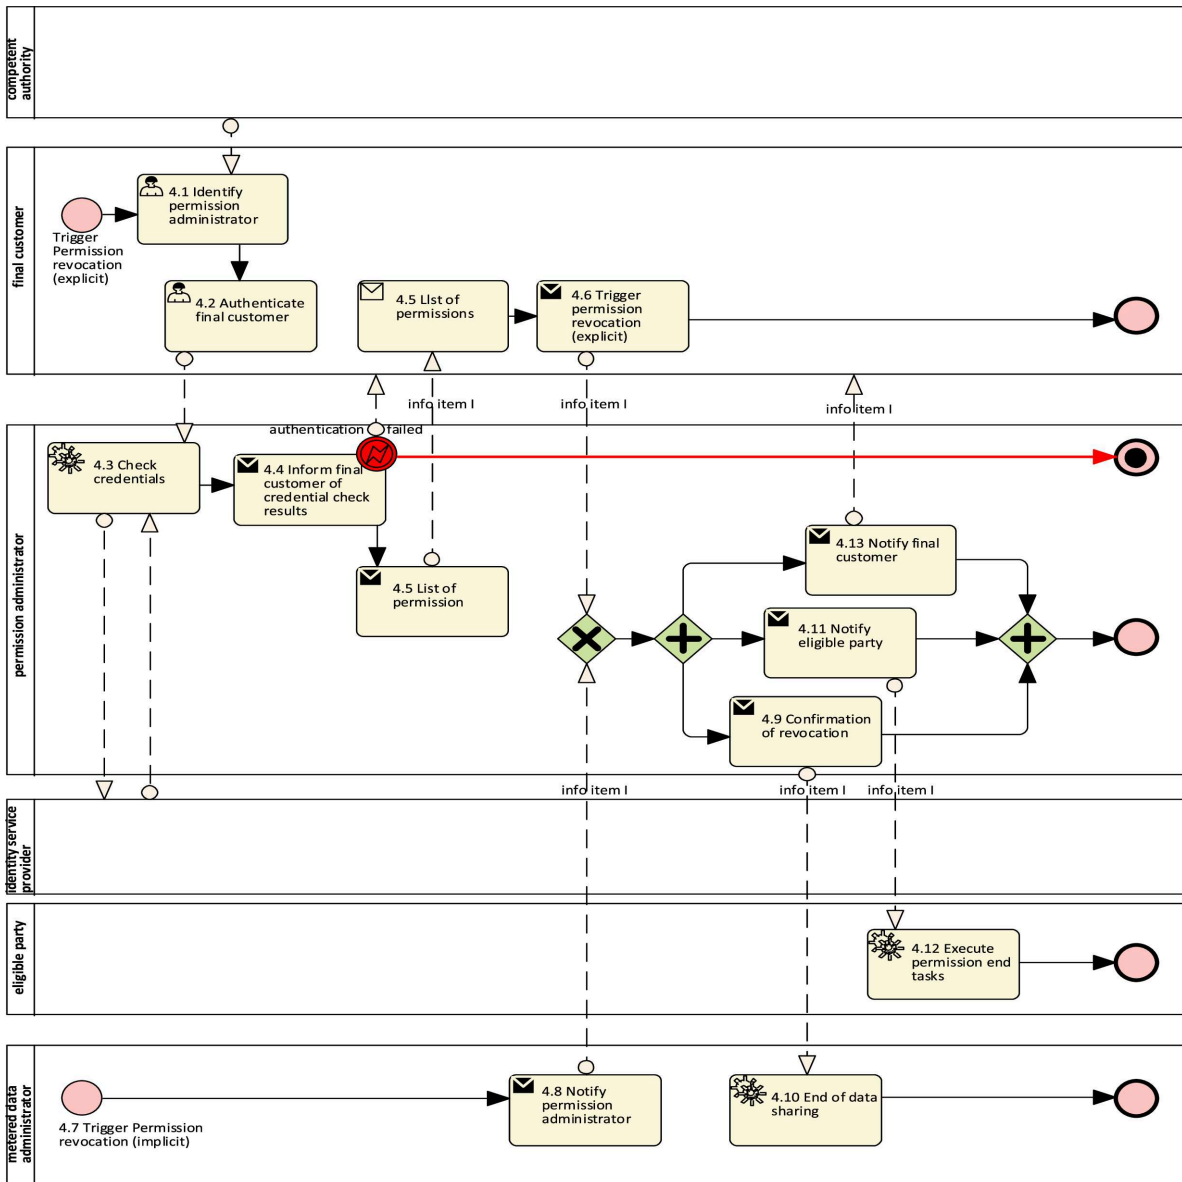 competent
authority
final customer
4.1 Identify
permission
administrator
Trigger
Permission
revocation
(explicit)
4.2 Authenticate
final customer
4.5 LIst of
permissions
4.6 Trigger
permission
revocation
(explicit)
info item I
info item I
info item I
permission administrator
authentication failed
4.3 Check
credentials
4.4 Inform final
customer of
credential check
results
4.5 List of
permission
4.13 Notify final
customer
4.11 Notify
eligible party
4.9 Confirmation
of revocation
info item I
info item I
info item I
identity service
provider
eligible party
4.12 Execute
permission end
tasks
metered data
administrator
4.7 Trigger Permission
revocation (implicit)
4.8 Notify
permission
administrator
4.10 End of data
sharing